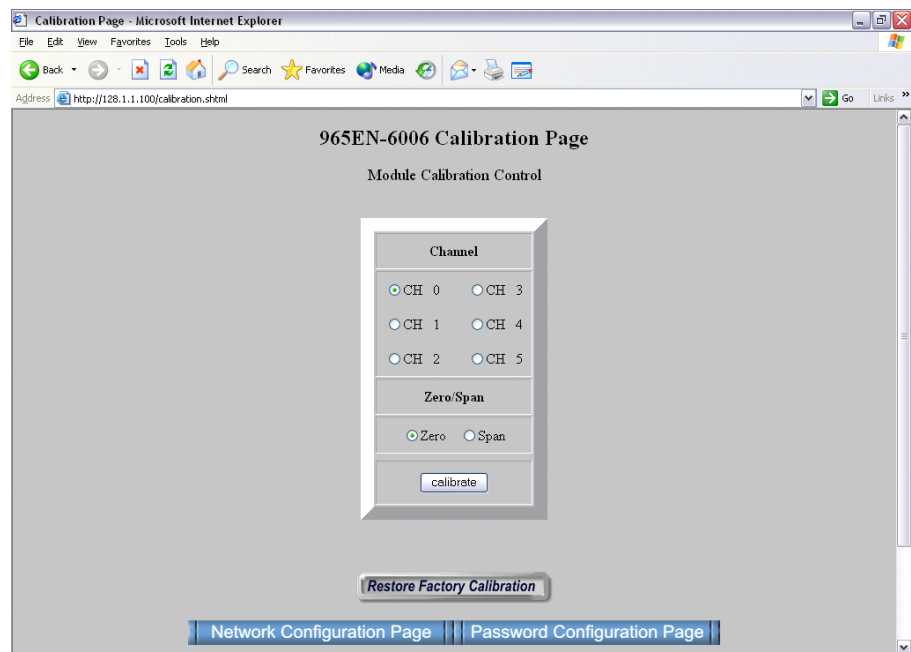 Calibration Page - Microsoft Internet Explorer
File Edit View Favorites Tools Help
Back Search Favorites Media
Address http://128.1.1.100/calibration.shtml Go Links »
965EN-6006 Calibration Page
Module Calibration Control
Channel
CH 0 CH 3
CH 1 CH 4
CH 2 CH 5
Zero/Span
Zero Span
calibrate
Restore Factory Calibration
Network Configuration Page Password Configuration Page